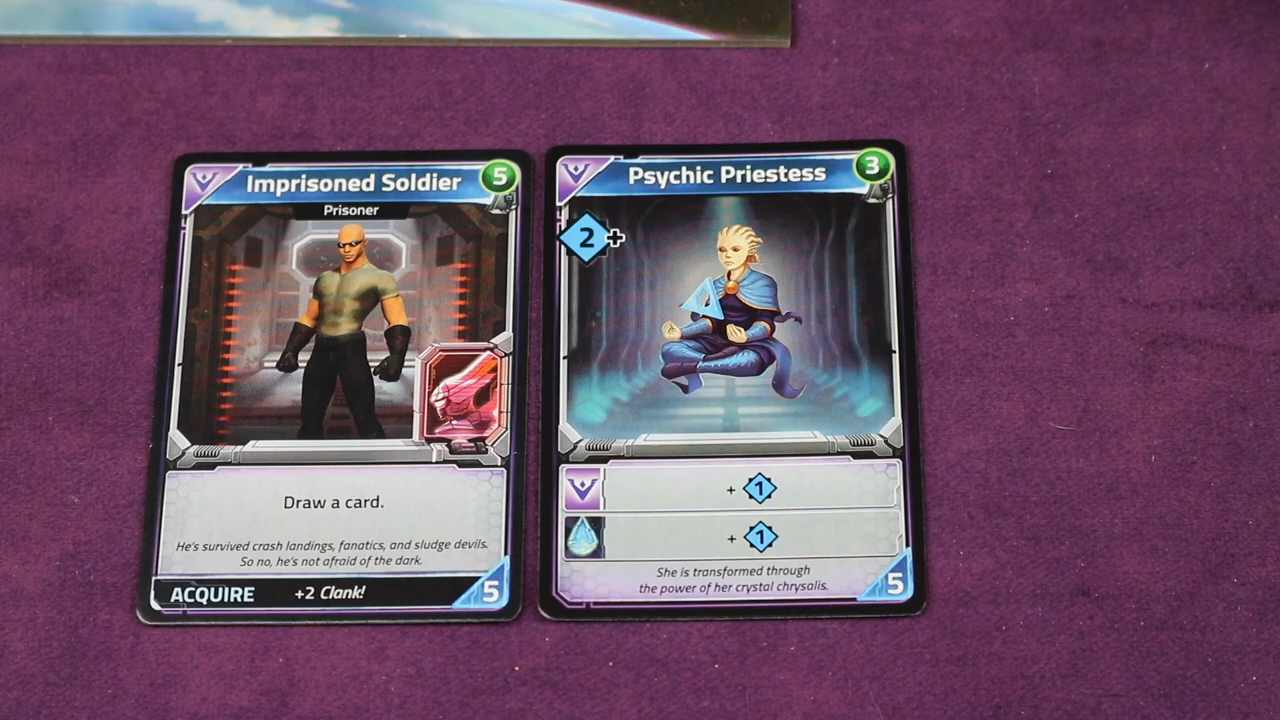 Imprisoned Soldier
5
Prisoner
Draw a card.
He's survived crash landings, fanatics, and sludge devils.
So no, he's not afraid of the dark.
ACQUIRE +2 Clank!
5
Psychic Priestess
3
2+
+ 1
+ 1
She is transformed through
the power of her crystal chrysalis.
5